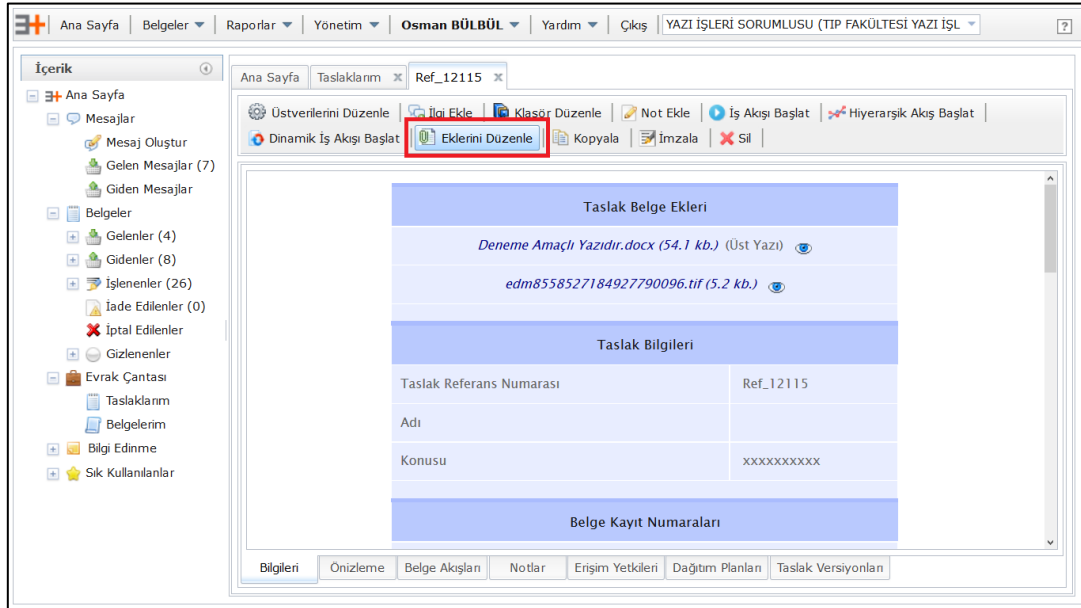 Ana Sayfa Belgeler Raporlar Yönetim Osman BÜLBÜL Yardım Çıkış YAZI İŞLERİ SORUMLUSU (TIP FAKÜLTESİ YAZI İŞL ?
İçerik
Ana Sayfa
Mesajlar
Mesaj Oluştur
Gelen Mesajlar (7)
Giden Mesajlar
Belgeler
Gelenler (4)
Gidenler (8)
İşlenenler (26)
İade Edilenler (0)
İptal Edilenler
Gizlenenler
Evrak Çantası
Taslaklarım
Belgelerim
Bilgi Edinme
Sık Kullanılanlar
Ana Sayfa Taslaklarım x Ref_12115 x
Üstverilerini Düzenle İlgi Ekle Klasör Düzenle Not Ekle İş Akışı Başlat Hiyerarşik Akış Başlat
Dinamik İş Akışı Başlat Eklerini Düzenle Kopyala İmzala Sil
Taslak Belge Ekleri
Deneme Amaçlı Yazıdır.docx (54.1 kb.) (Üst Yazı)
edm8558527184927790096.tif (5.2 kb.)
Taslak Bilgileri
Taslak Referans Numarası Ref_12115
Adı
Konusu xxxxxxxxxx
Belge Kayıt Numaraları
Bilgileri Önizleme Belge Akışları Notlar Erişim Yetkileri Dağıtım Planları Taslak Versiyonları